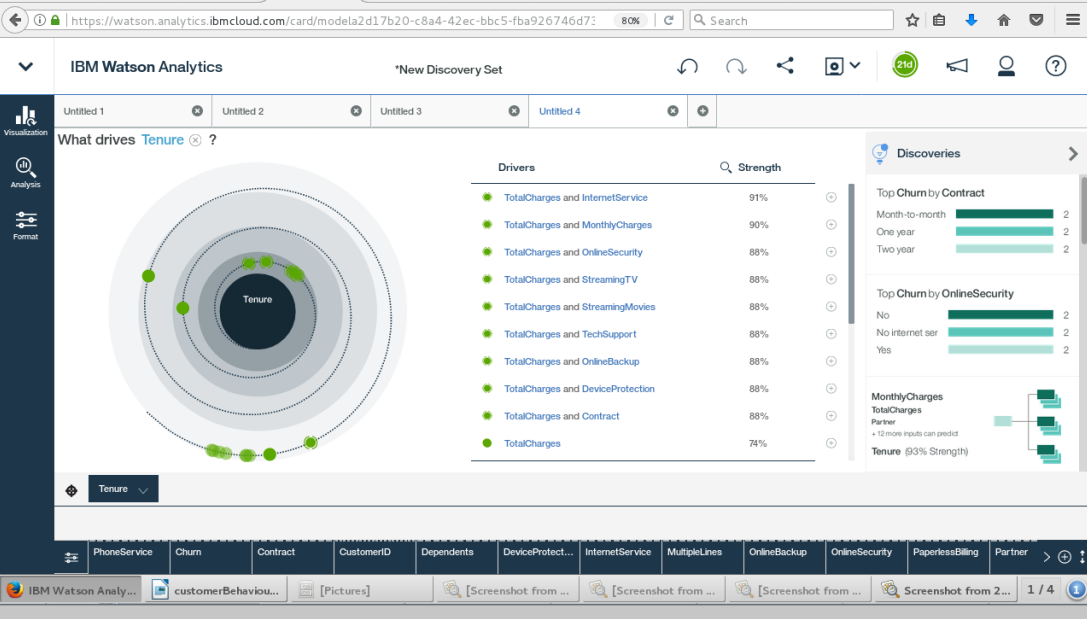 https://watson.analytics.ibmcloud.com/card/modela2d17b20-c8a4-42ec-bbc5-fba926746d73
80%
Search
IBM Watson Analytics
*New Discovery Set
21d
Untitled 1
Untitled 2
Untitled 3
Untitled 4
Visualization
Analysis
Format
What drives Tenure ?
Tenure
Drivers Strength
TotalCharges and InternetService 91%
TotalCharges and MonthlyCharges 90%
TotalCharges and OnlineSecurity 88%
TotalCharges and StreamingTV 88%
TotalCharges and StreamingMovies 88%
TotalCharges and TechSupport 88%
TotalCharges and OnlineBackup 88%
TotalCharges and DeviceProtection 88%
TotalCharges and Contract 88%
TotalCharges 74%
Discoveries
Top Churn by Contract
Month-to-month 2
One year 2
Two year 2
Top Churn by OnlineSecurity
No 2
No internet ser 2
Yes 2
MonthlyCharges
TotalCharges
Partner
+ 12 more inputs can predict
Tenure (93% Strength)
Tenure
PhoneService Churn Contract CustomerID Dependents DeviceProtect... InternetService MultipleLines OnlineBackup OnlineSecurity PaperlessBilling Partner
IBM Watson Analy... customerBehaviou... [Pictures] [Screenshot from ... [Screenshot from ... [Screenshot from ... Screenshot from 2... 1 / 4 1